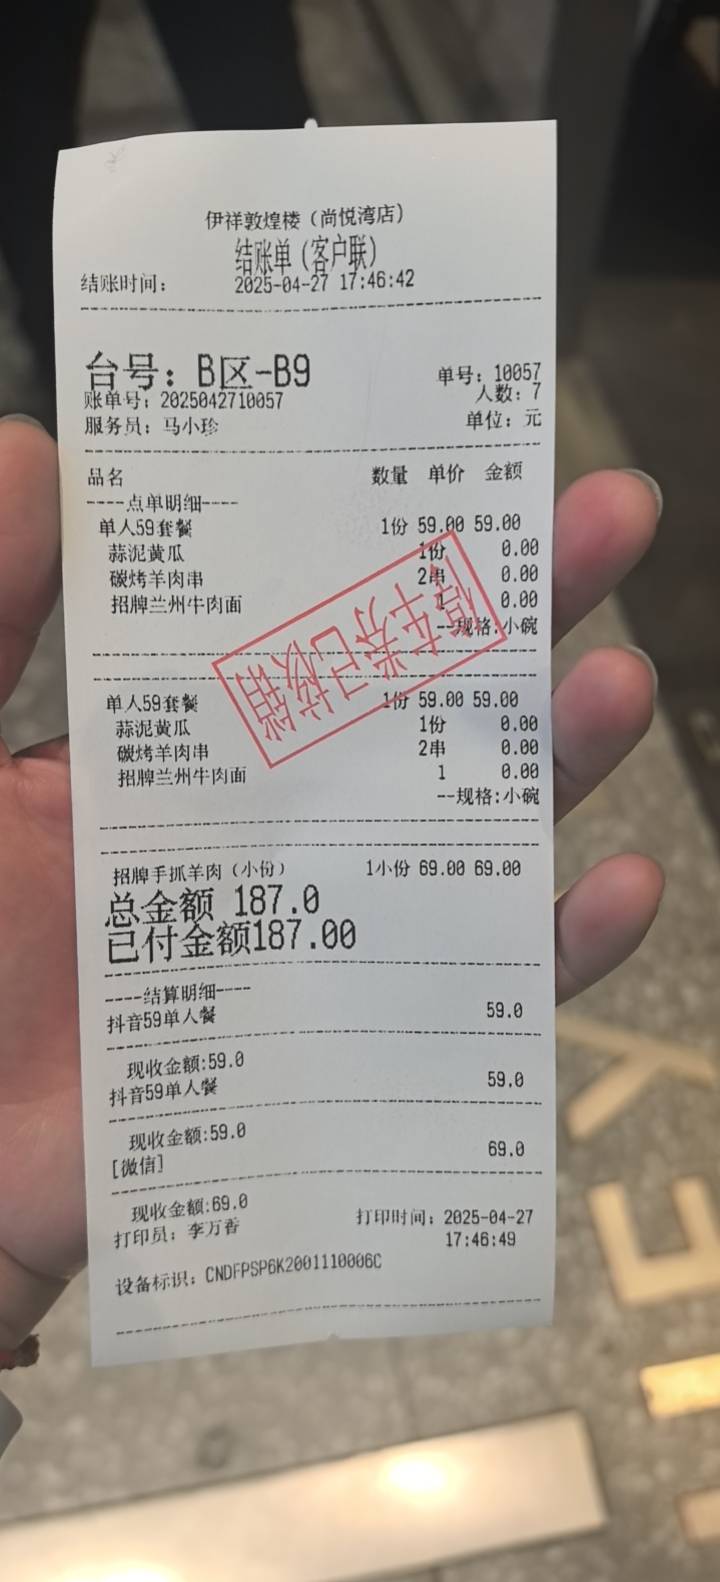 伊祥敦煌楼（尚悦湾店）
结账单（客户联）
结账时间： 2025-04-27 17:46:42
台号：B区-B9 单号：10057
账单号：2025042710057 人数：7
服务员：马小珍 单位：元
品名 数量 单价 金额
----点单明细----
单人59套餐 1份 59.00 59.00
蒜泥黄瓜 1份 0.00
碳烤羊肉串 2串 0.00
招牌兰州牛肉面 1 0.00
--规格:小碗
停车券已核销
单人59套餐 1份 59.00 59.00
蒜泥黄瓜 1份 0.00
碳烤羊肉串 2串 0.00
招牌兰州牛肉面 1 0.00
--规格:小碗
招牌手抓羊肉（小份） 1小份 69.00 69.00
总金额 187.0
已付金额187.00
----结算明细----
抖音59单人餐 59.0
现收金额:59.0
抖音59单人餐 59.0
现收金额:59.0
[微信] 69.0
现收金额:69.0
打印员：李万香 打印时间：2025-04-27
17:46:49
设备标识：CNDFPSP6K2001110006C